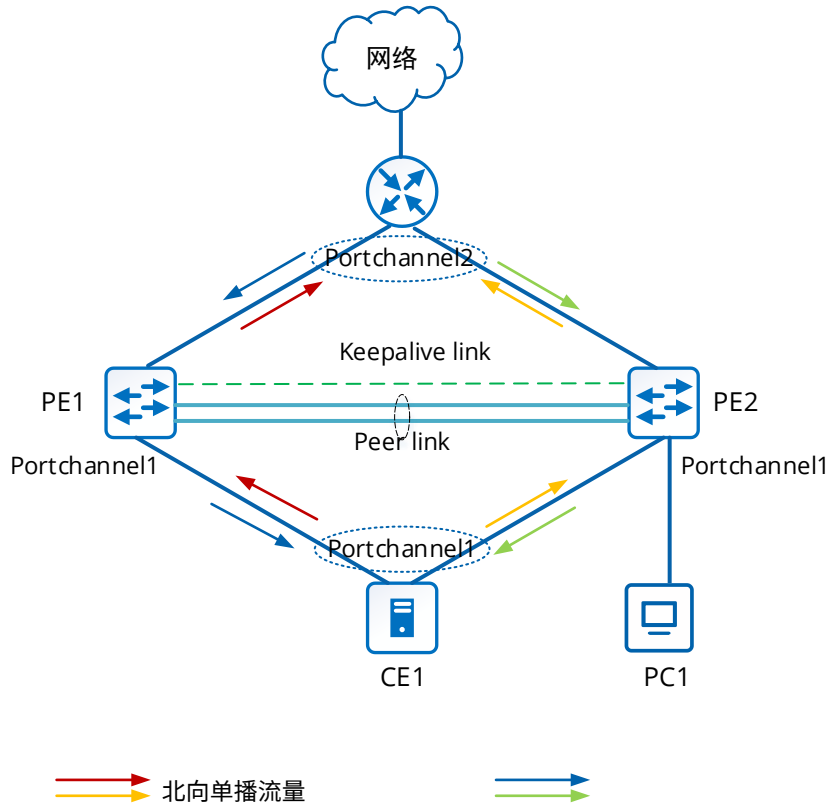 网络
Portchannel2
Keepalive link
PE1
PE2
Peer link
Portchannel1
Portchannel1
Portchannel1
CE1
PC1
北向单播流量